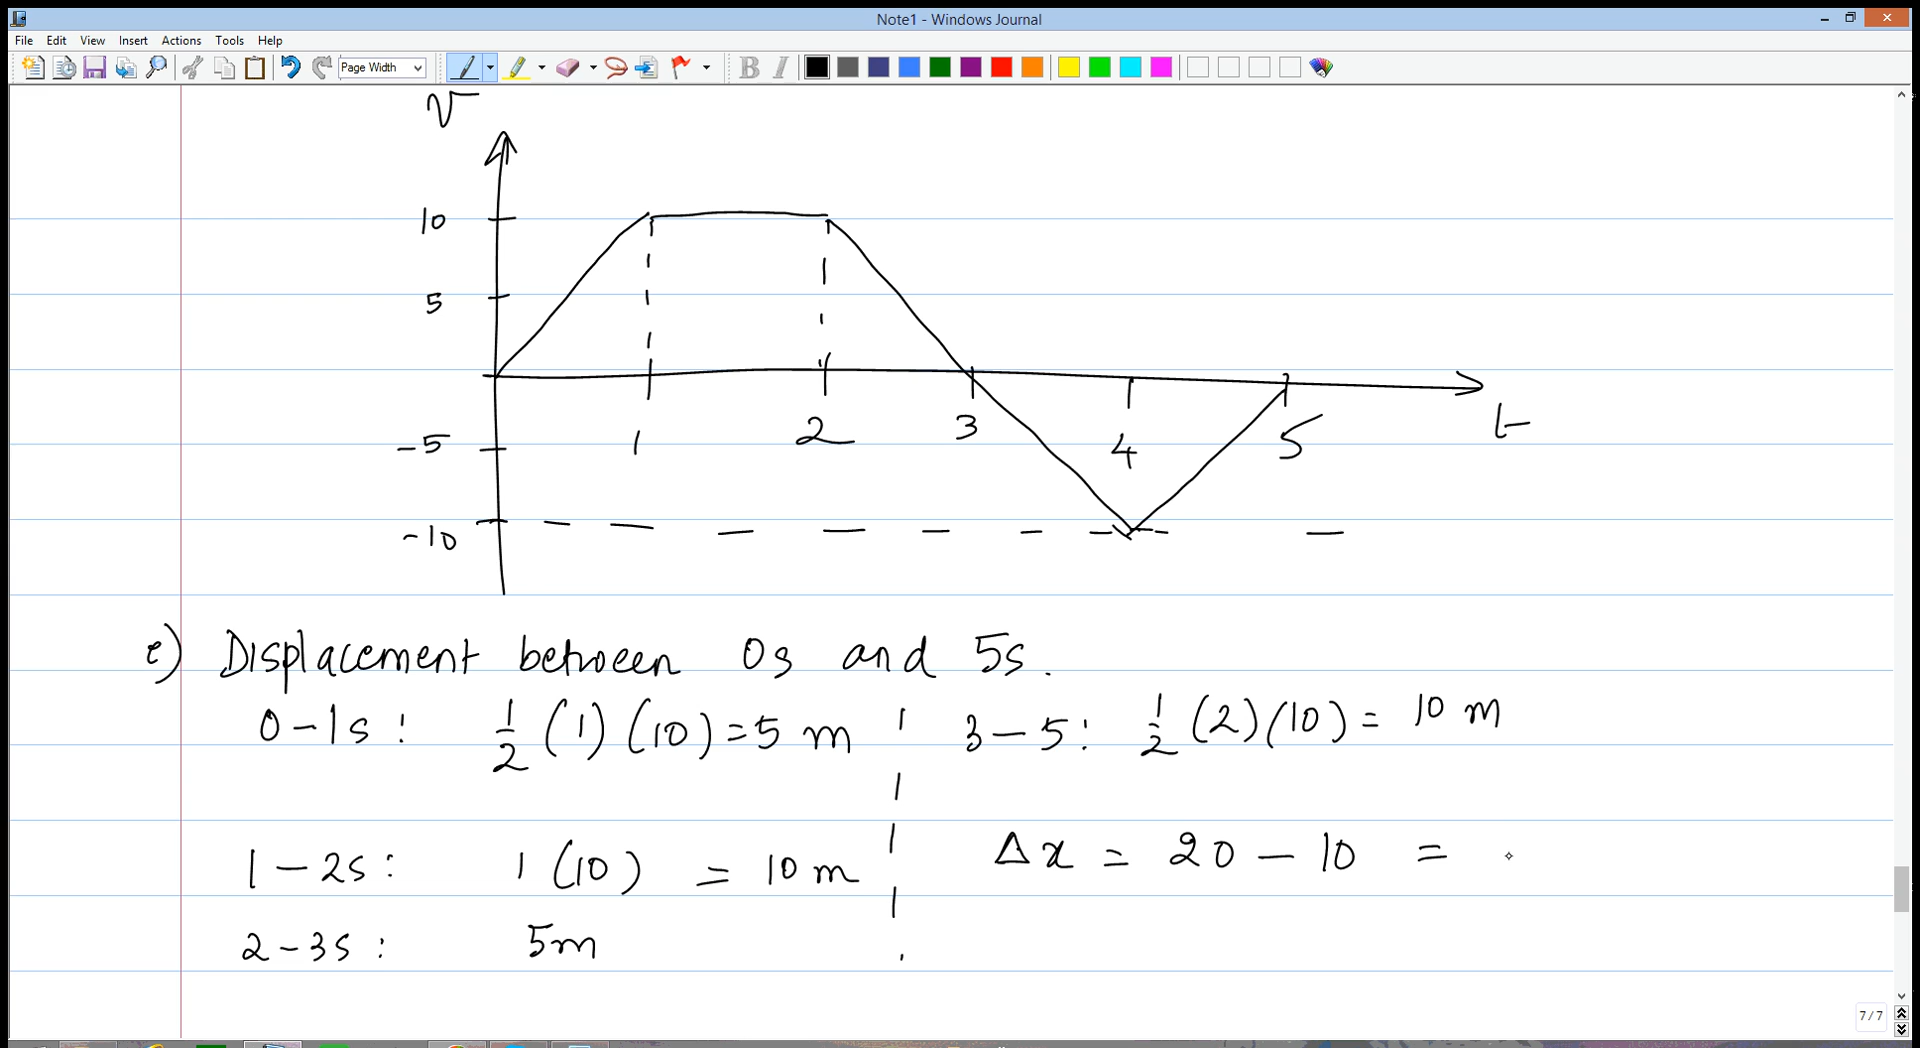 Note1 - Windows Journal
File Edit View Insert Actions Tools Help
Page Width B I
v
10
5
-5
-10
1 2 3 4 5 t
e) Displacement between 0s and 5s.
0-1s: 1/2 (1) (10) = 5 m
1-2s: 1 (10) = 10 m
2-3s: 5m
3-5: 1/2 (2) (10) = 10 m
Δx = 20 - 10 =
7/7